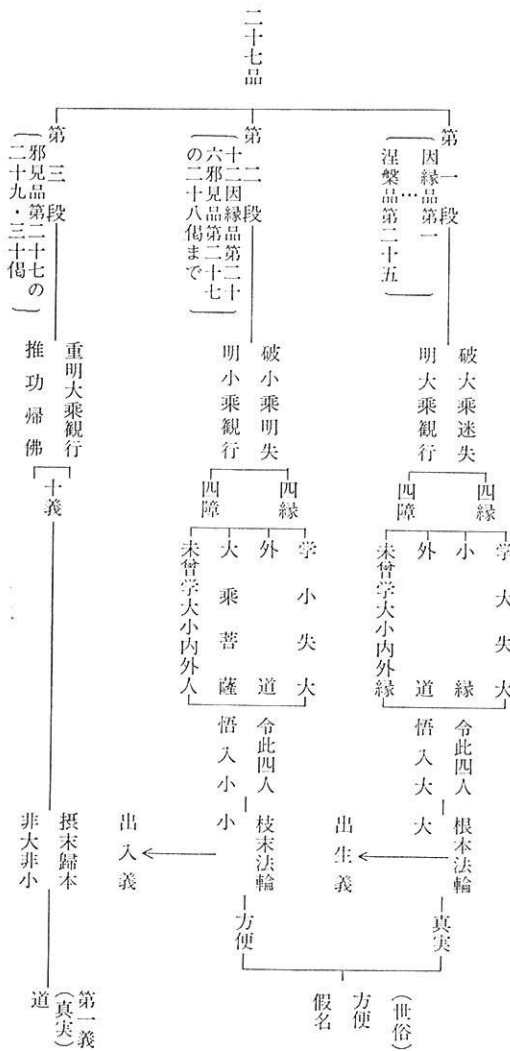 二十七品
第一段
因縁品第一
…
涅槃品第二十五
破大乗迷失
明大乗観行
四縁
四障
学大失大
小縁
外道
未曾学大小内外縁
令此四人
悟入大
大
根本法輪
出生義
真実
第二段
十二因縁品第二十
六邪見品第二十七
の二十八偈まで
破小乗明失
明小乗観行
四縁
四障
学小失大
外道
大乗菩薩
未曾学大小内外人
令此四人
悟入小
小
枝末法輪
出入義
方便
(世俗)
方便
假名
第三段
邪見品第二十七の
二十九・三十偈
重明大乗観行
推功帰佛
十義
摂末歸本
非大非小
第一義
(真実)
道